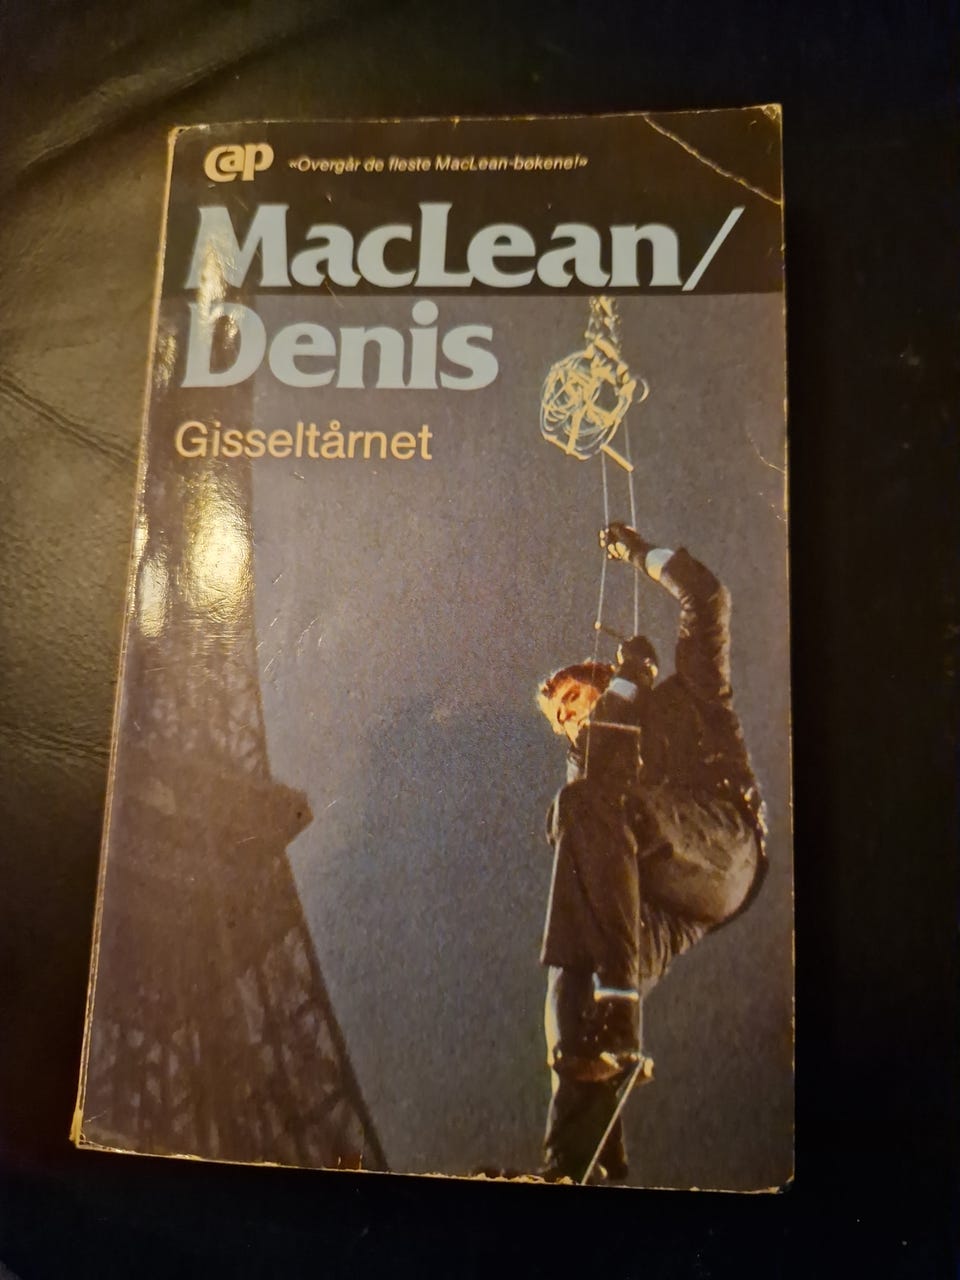 cap «Overgår de fleste MacLean-bøkene!»
MacLean/
Denis
Gisseltårnet